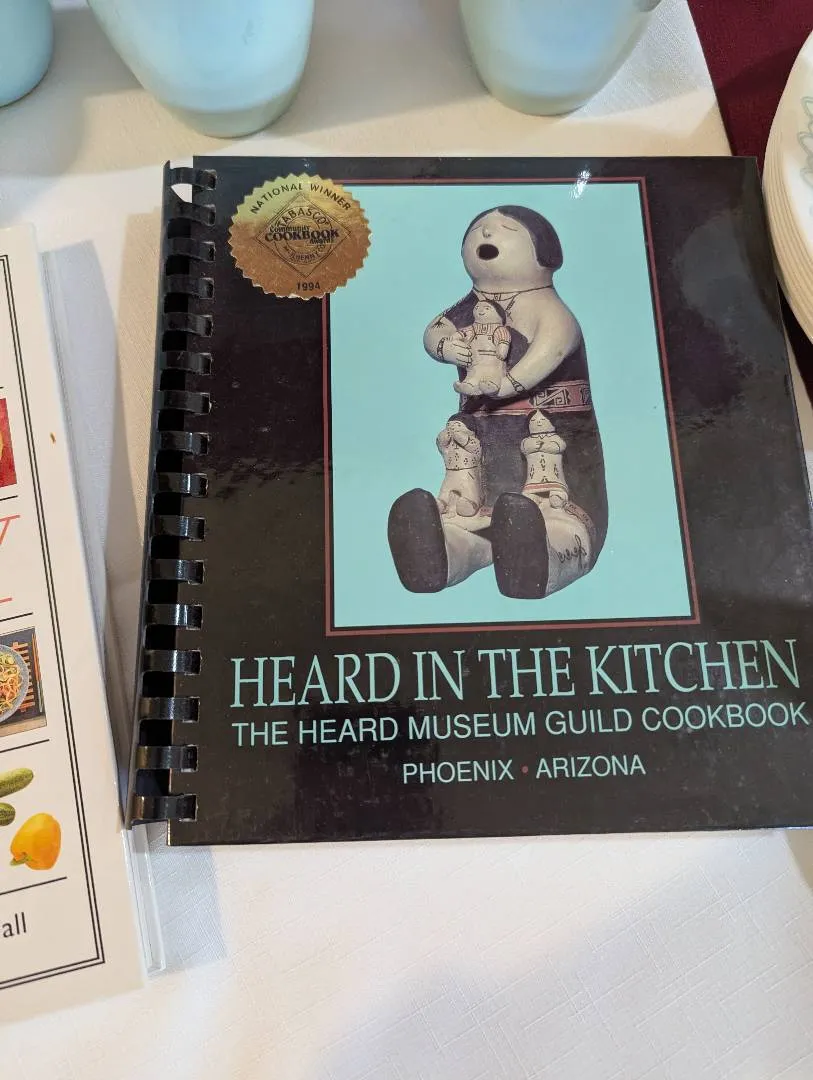 NATIONAL WINNER
TABASCO
Community
COOKBOOK
Awards
1994
HEARD IN THE KITCHEN
THE HEARD MUSEUM GUILD COOKBOOK
PHOENIX • ARIZONA
all